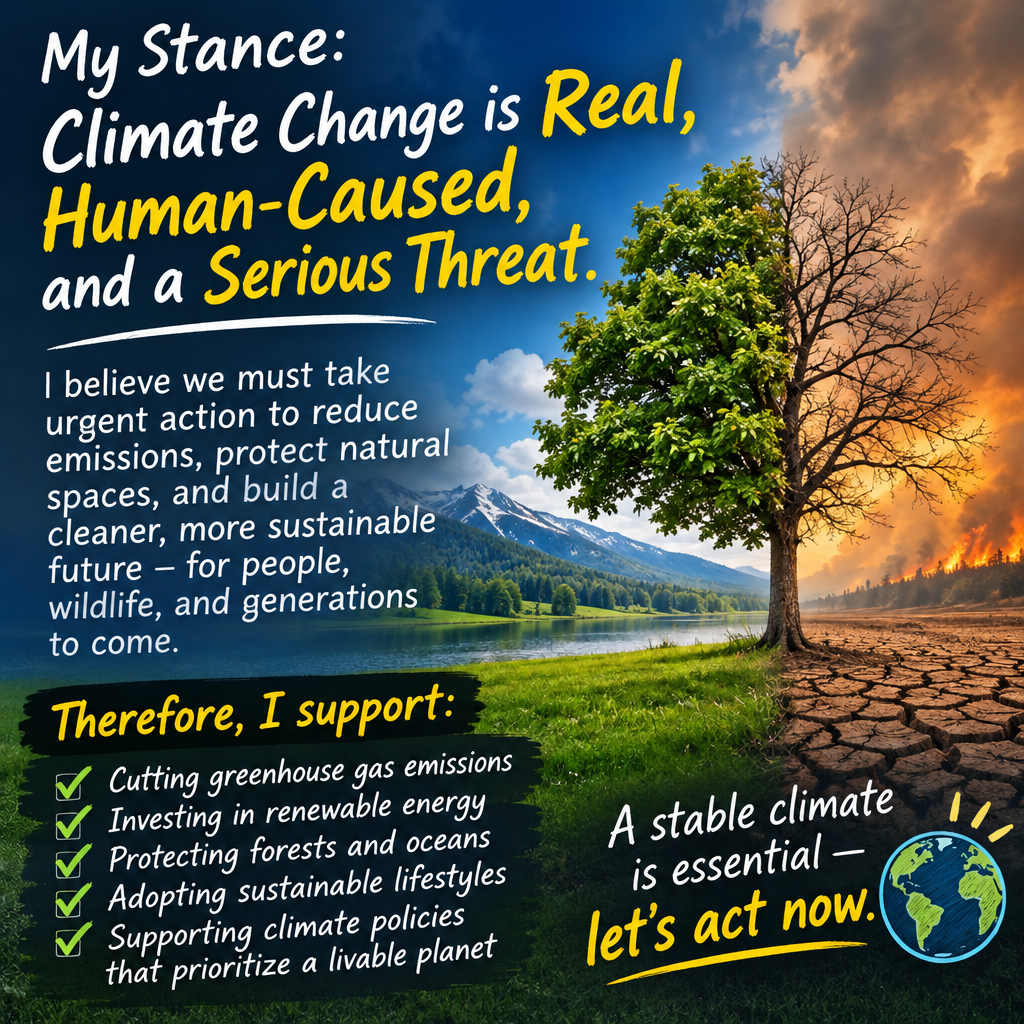 My Stance:
Climate Change is Real,
Human-Caused,
and a Serious Threat.
I believe we must take
urgent action to reduce
emissions, protect natural
spaces, and build a
cleaner, more sustainable
future – for people,
wildlife, and generations
to come.
Therefore, I support:
Cutting greenhouse gas emissions
Investing in renewable energy
Protecting forests and oceans
Adopting sustainable lifestyles
Supporting climate policies
that prioritize a livable planet
A stable climate
is essential –
let's act now.